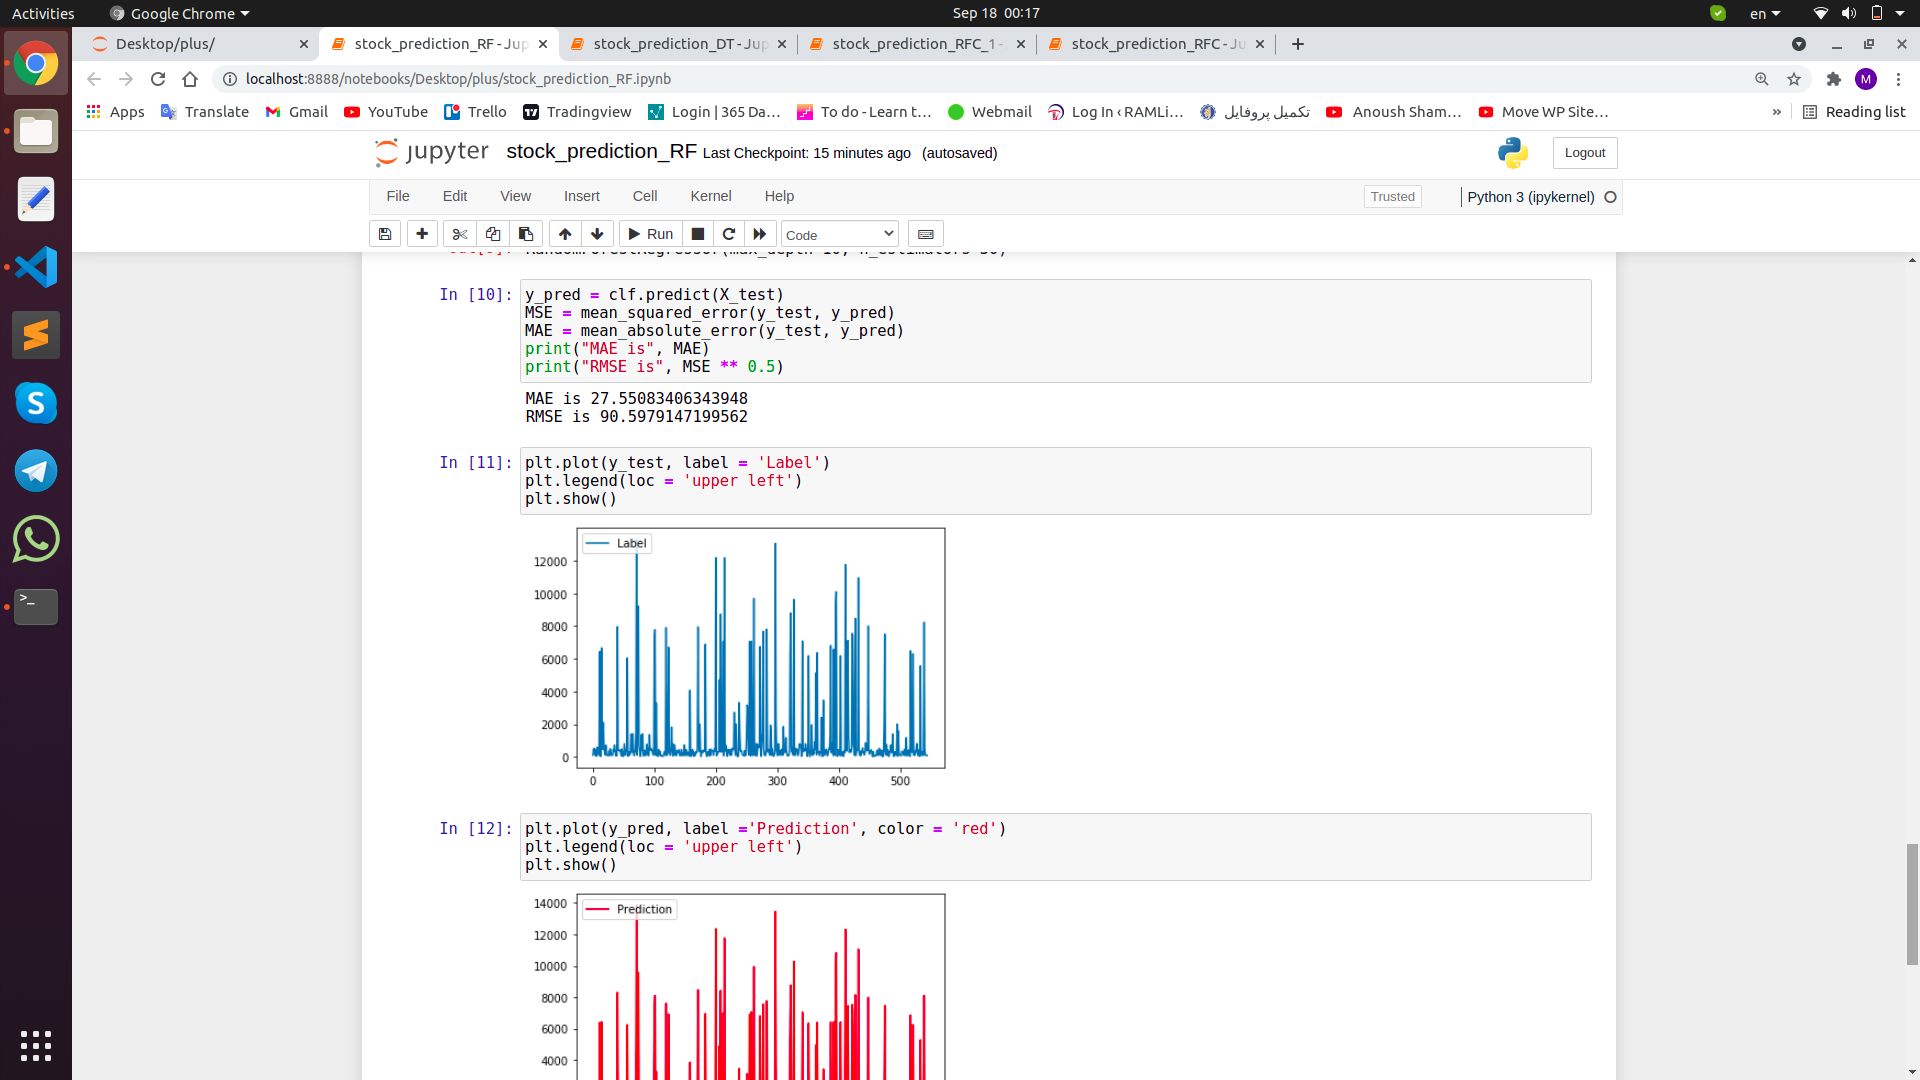 Activities
Google Chrome
Sep 18 00:17
en
Desktop/plus/
stock_prediction_RF - Jup
stock_prediction_DT - Jup
stock_prediction_RFC_1 -
stock_prediction_RFC - Ju
localhost:8888/notebooks/Desktop/plus/stock_prediction_RF.ipynb
M
Apps
Translate
Gmail
YouTube
Trello
Tradingview
Login | 365 Da…
To do - Learn t…
Webmail
Log In ‹ RAMLi…
تکمیل پروفایل
Anoush Sham…
Move WP Site…
»
Reading list
jupyter
stock_prediction_RF Last Checkpoint: 15 minutes ago (autosaved)
Logout
File Edit View Insert Cell Kernel Help
Trusted
Python 3 (ipykernel)
Run
Code
In [10]:
y_pred = clf.predict(X_test)
MSE = mean_squared_error(y_test, y_pred)
MAE = mean_absolute_error(y_test, y_pred)
print("MAE is", MAE)
print("RMSE is", MSE ** 0.5)
MAE is 27.55083406343948
RMSE is 90.5979147199562
In [11]:
plt.plot(y_test, label = 'Label')
plt.legend(loc = 'upper left')
plt.show()
Label
12000
10000
8000
6000
4000
2000
0
0 100 200 300 400 500
In [12]:
plt.plot(y_pred, label ='Prediction', color = 'red')
plt.legend(loc = 'upper left')
plt.show()
Prediction
14000
12000
10000
8000
6000
4000